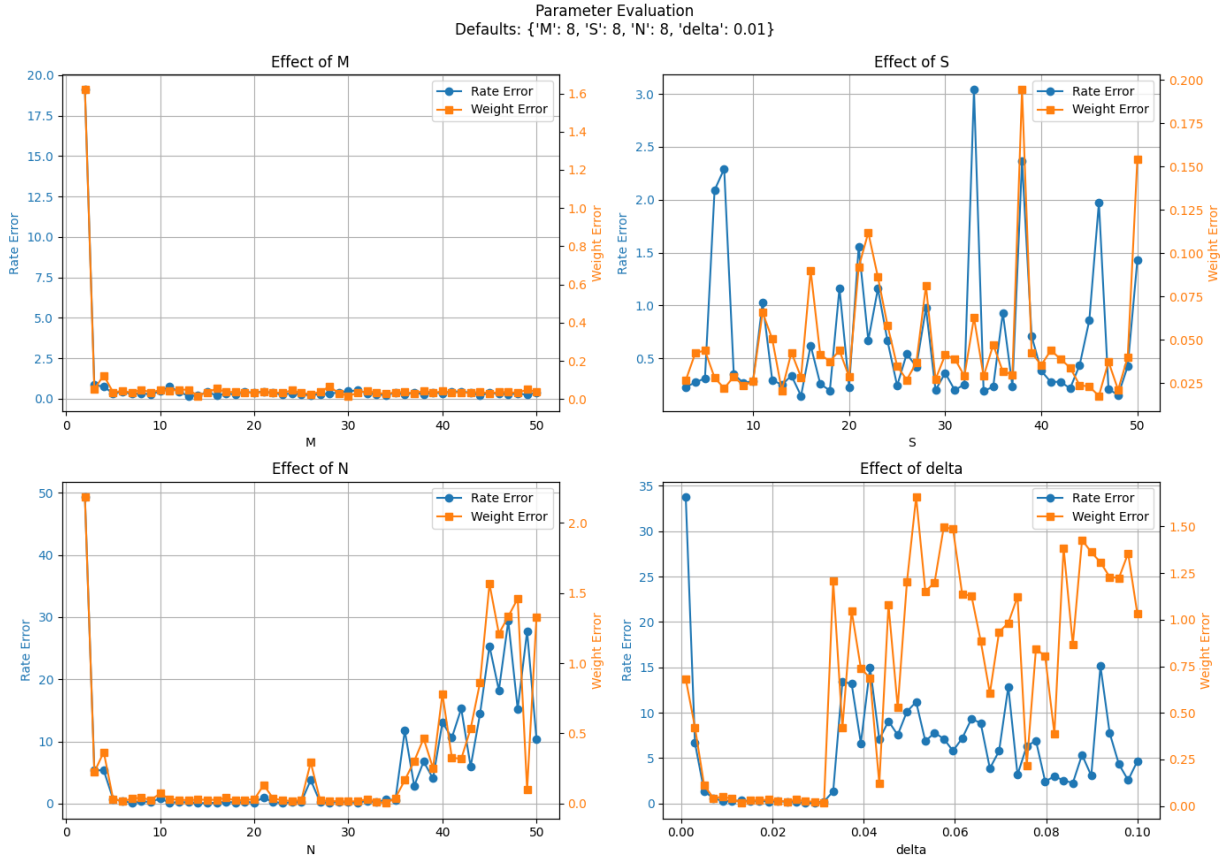 Parameter Evaluation
Defaults: {'M': 8, 'S': 8, 'N': 8, 'delta': 0.01}
Effect of M
Rate Error
Weight Error
20.0
17.5
15.0
12.5
10.0
7.5
5.0
2.5
0.0
Rate Error
1.6
1.4
1.2
1.0
0.8
0.6
0.4
0.2
0.0
Weight Error
0 10 20 30 40 50
M
Effect of S
Rate Error
Weight Error
3.0
2.5
2.0
1.5
1.0
0.5
Rate Error
0.200
0.175
0.150
0.125
0.100
0.075
0.050
0.025
Weight Error
10 20 30 40 50
S
Effect of N
Rate Error
Weight Error
50
40
30
20
10
0
Rate Error
2.0
1.5
1.0
0.5
0.0
Weight Error
0 10 20 30 40 50
N
Effect of delta
Rate Error
Weight Error
35
30
25
20
15
10
5
0
Rate Error
1.50
1.25
1.00
0.75
0.50
0.25
0.00
Weight Error
0.00 0.02 0.04 0.06 0.08 0.10
delta